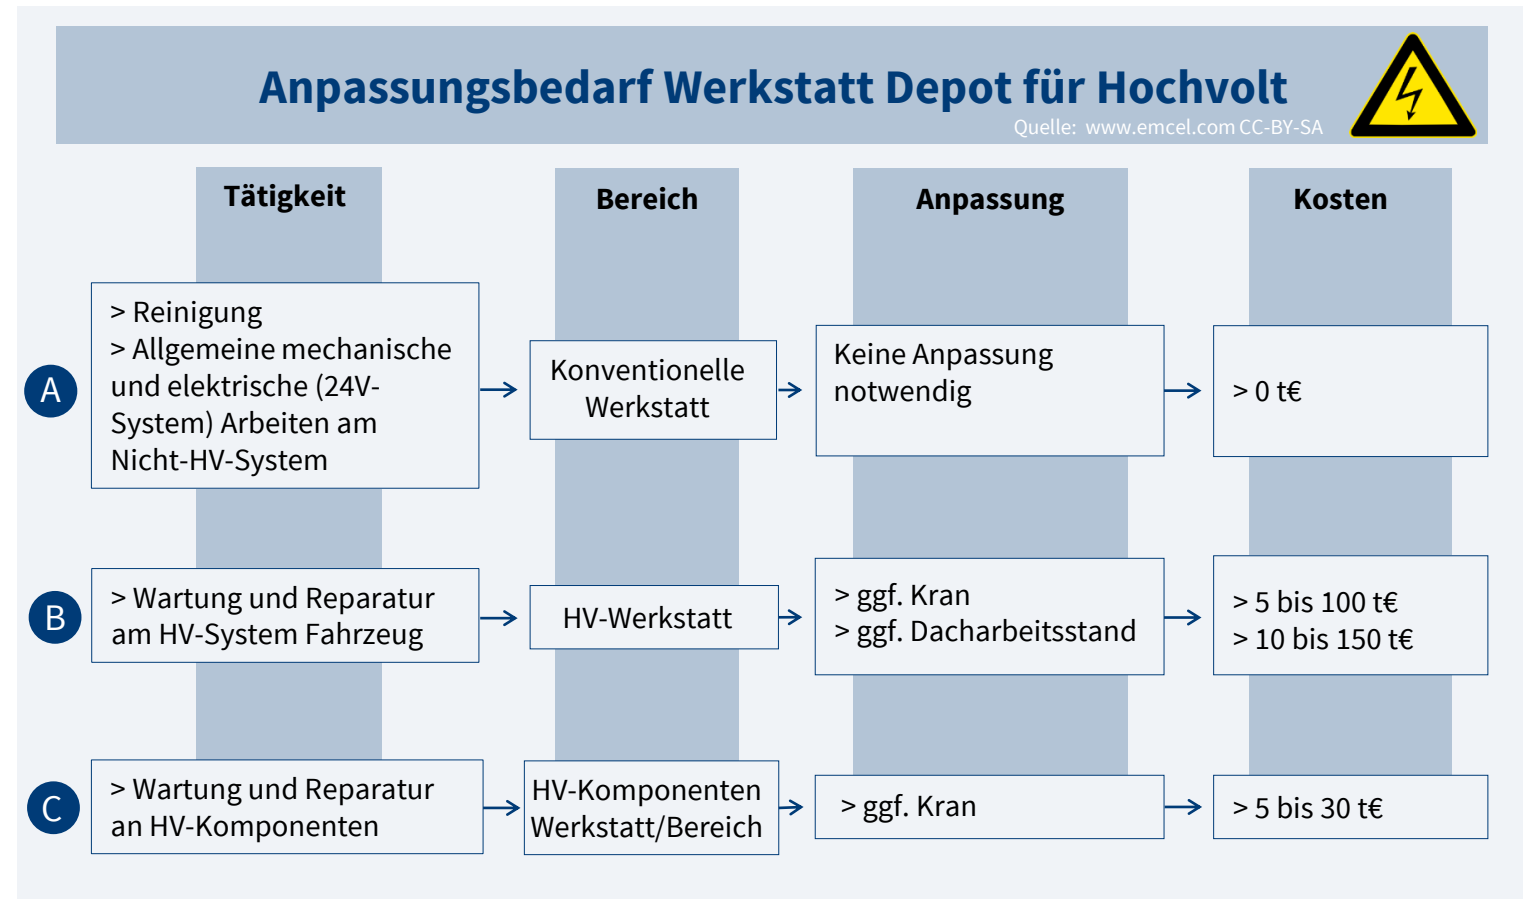 Anpassungsbedarf Werkstatt Depot für Hochvolt
Quelle: www.emcel.com CC-BY-SA
Tätigkeit
Bereich
Anpassung
Kosten
A
> Reinigung
> Allgemeine mechanische
und elektrische (24V-
System) Arbeiten am
Nicht-HV-System
Konventionelle
Werkstatt
Keine Anpassung
notwendig
> 0 t€
B
> Wartung und Reparatur
am HV-System Fahrzeug
HV-Werkstatt
> ggf. Kran
> ggf. Dacharbeitsstand
> 5 bis 100 t€
> 10 bis 150 t€
C
> Wartung und Reparatur
an HV-Komponenten
HV-Komponenten
Werkstatt/Bereich
> ggf. Kran
> 5 bis 30 t€